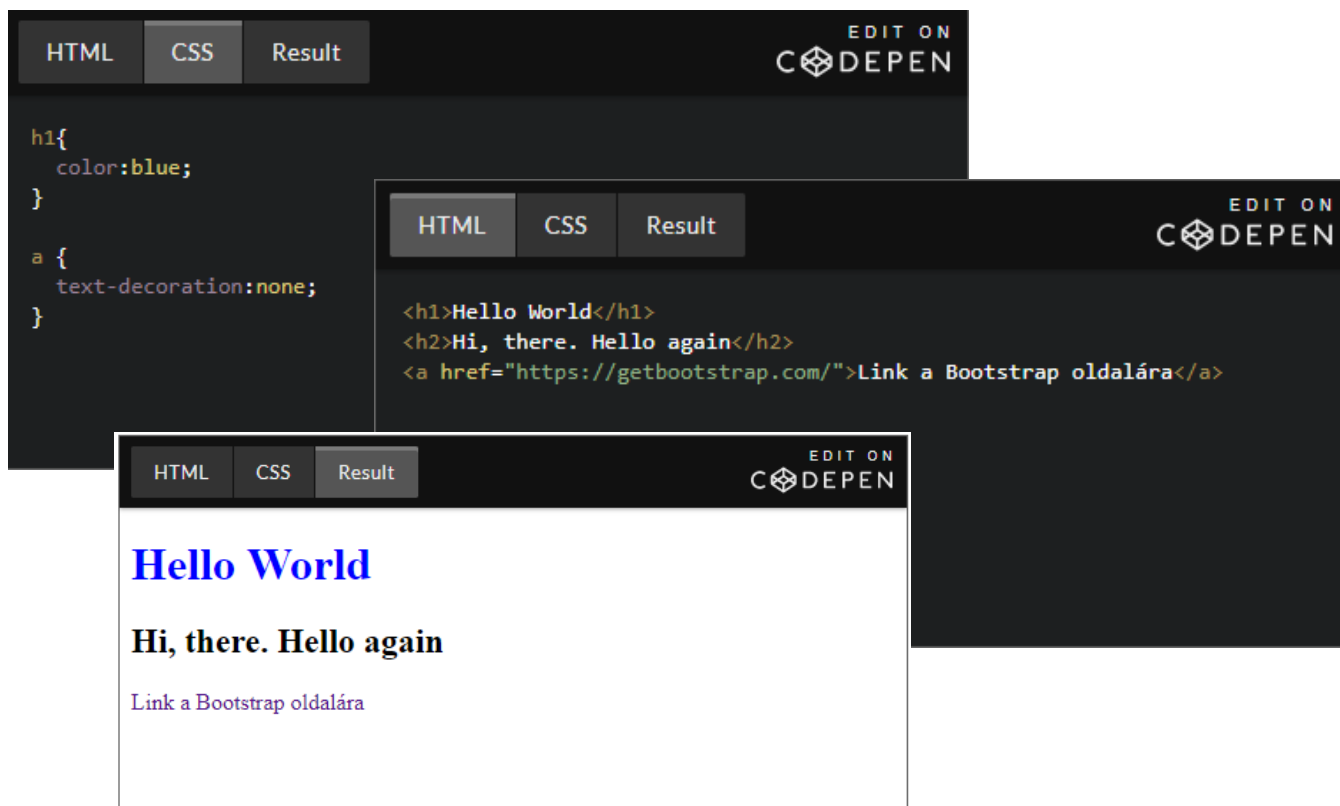 HTML CSS Result
EDIT ON
CODEPEN
h1{
  color:blue;
}
a {
  text-decoration:none;
}
HTML CSS Result
EDIT ON
CODEPEN
<h1>Hello World</h1>
<h2>Hi, there. Hello again</h2>
<a href="https://getbootstrap.com/">Link a Bootstrap oldalára</a>
HTML CSS Result
EDIT ON
CODEPEN
Hello World
Hi, there. Hello again
Link a Bootstrap oldalára